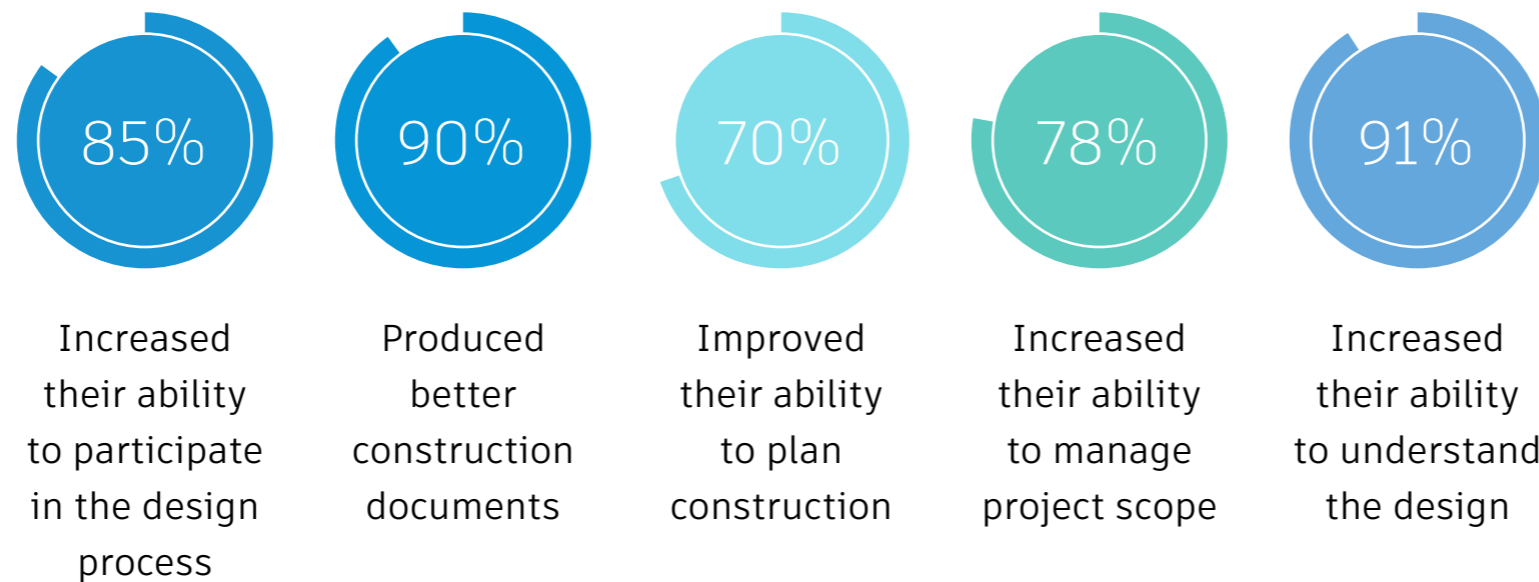 85%
Increased
their ability
to participate
in the design
process
90%
Produced
better
construction
documents
70%
Improved
their ability
to plan
construction
78%
Increased
their ability
to manage
project scope
91%
Increased
their ability
to understand
the design